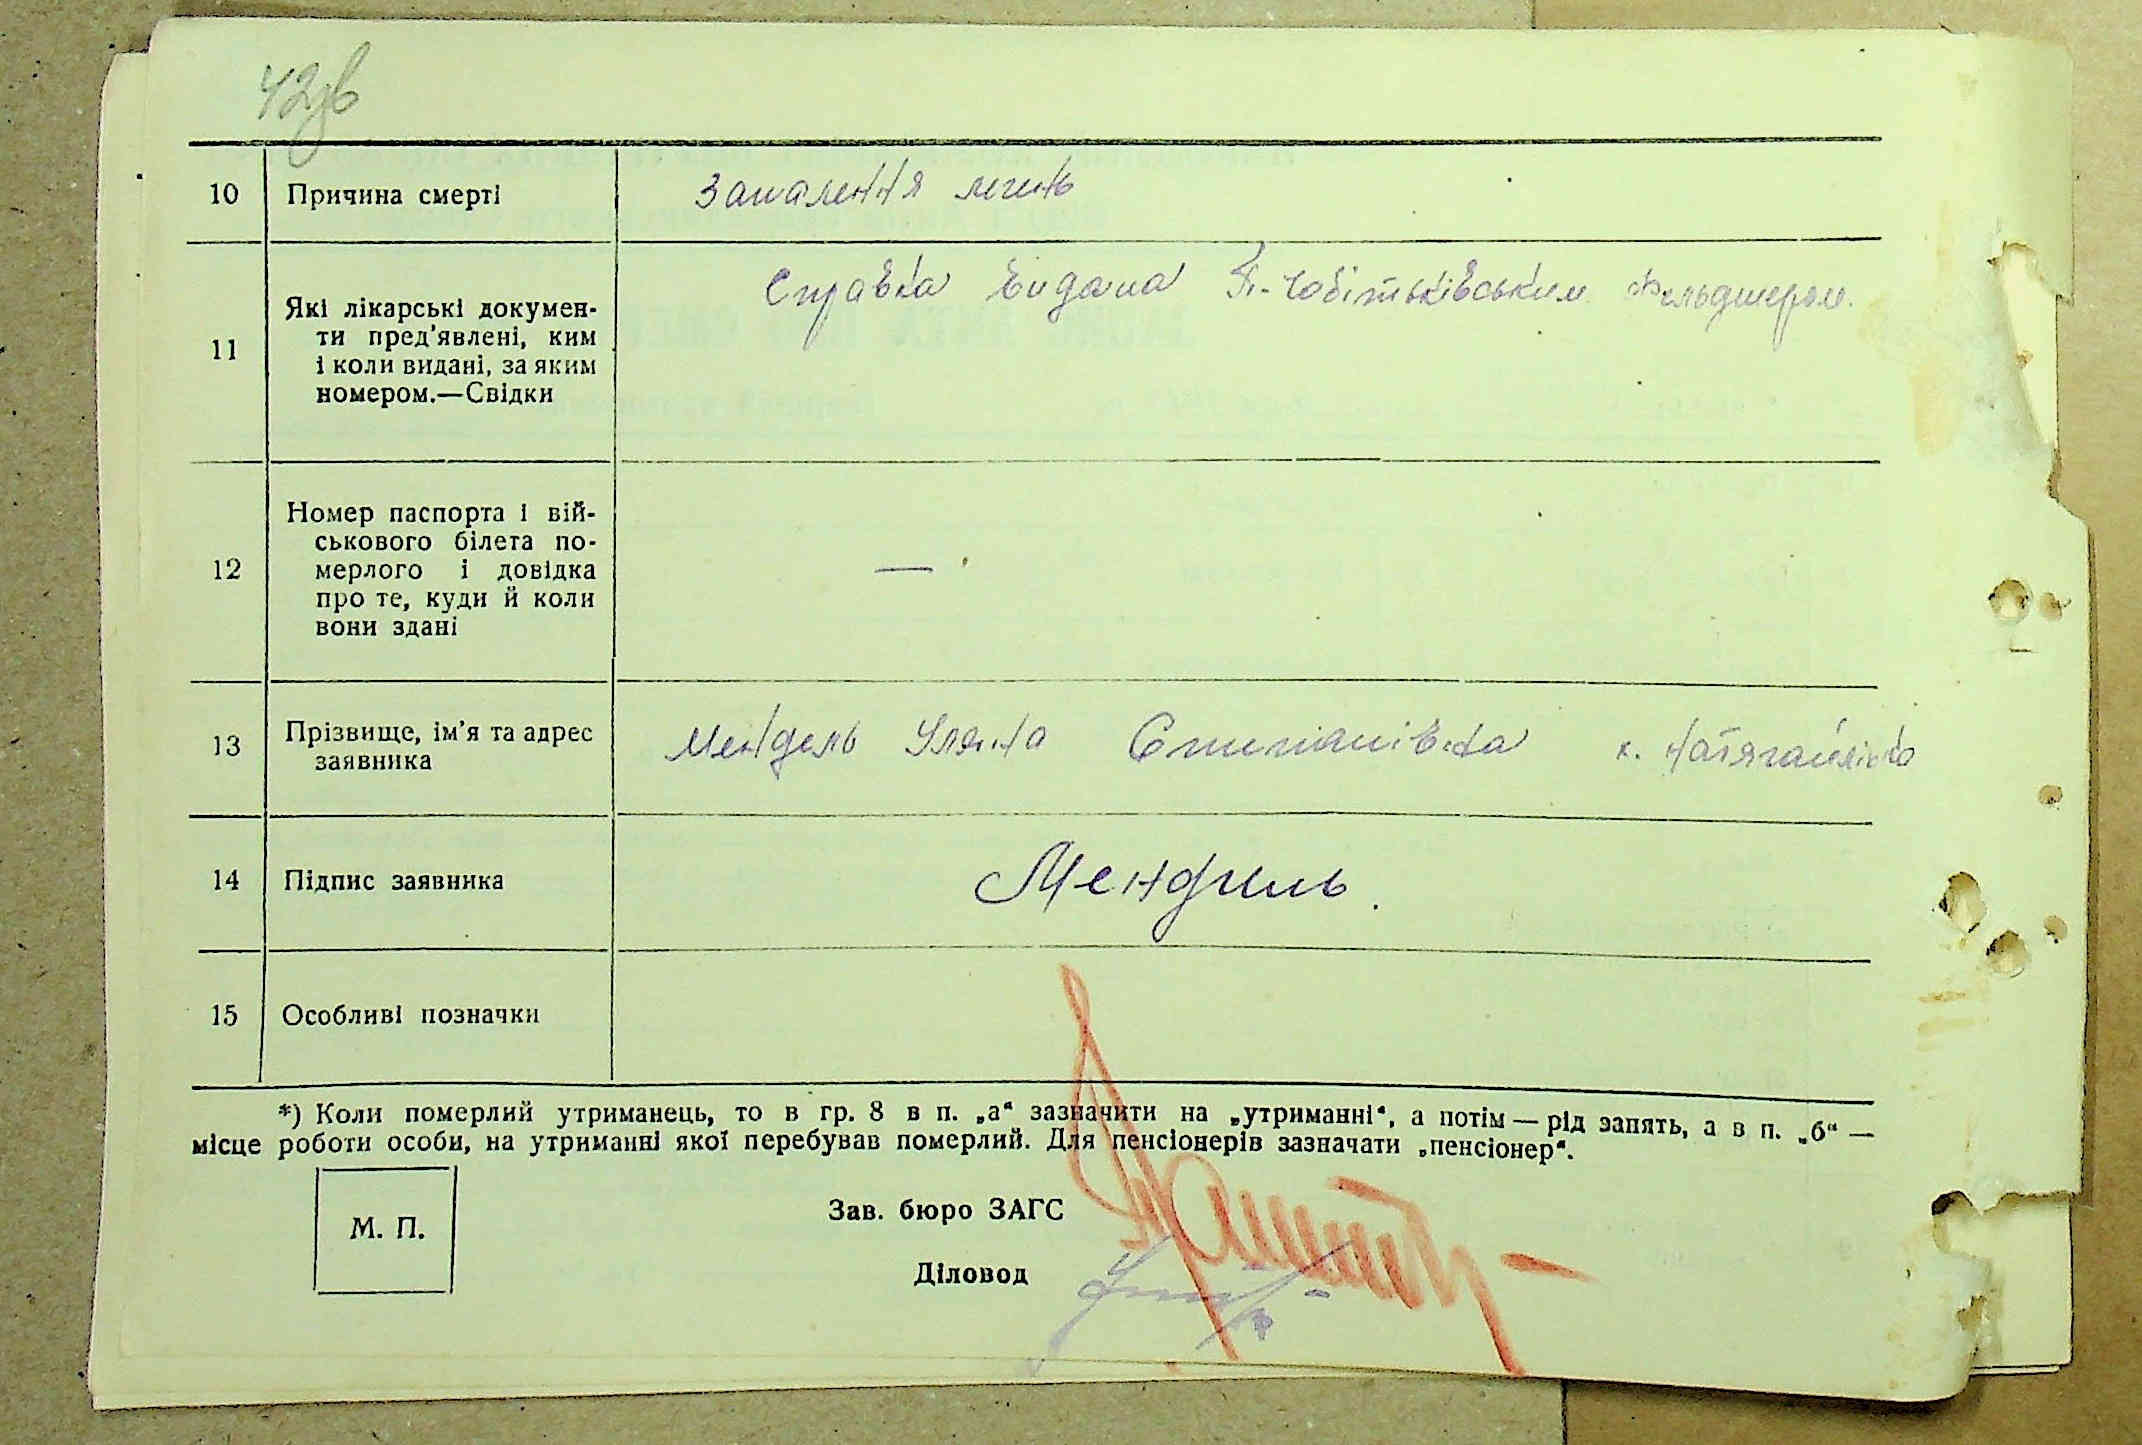 42зв
10 Причина смерті Запалення легень
11 Які лікарські докумен-
ти пред'явлені, ким
і коли видані, за яким
номером.—Свідки
Справка видана П-Чобітьківським Фельдшером.
12 Номер паспорта і вій-
ськового білета по-
мерлого і довідка
про те, куди й коли
вони здані
—
13 Прізвище, ім'я та адрес
заявника
Мендель Уляна Степанівна х.
14 Підпис заявника Мендиль.
15 Особливі позначки
*) Коли померлий утриманець, то в гр. 8 в п. „а“ зазначити на „утриманні“, а потім — рід занять, а в п. „б“ —
місце роботи особи, на утриманні якої перебував померлий. Для пенсіонерів зазначати „пенсіонер“.
М. П.
Зав. бюро ЗАГС
Діловод